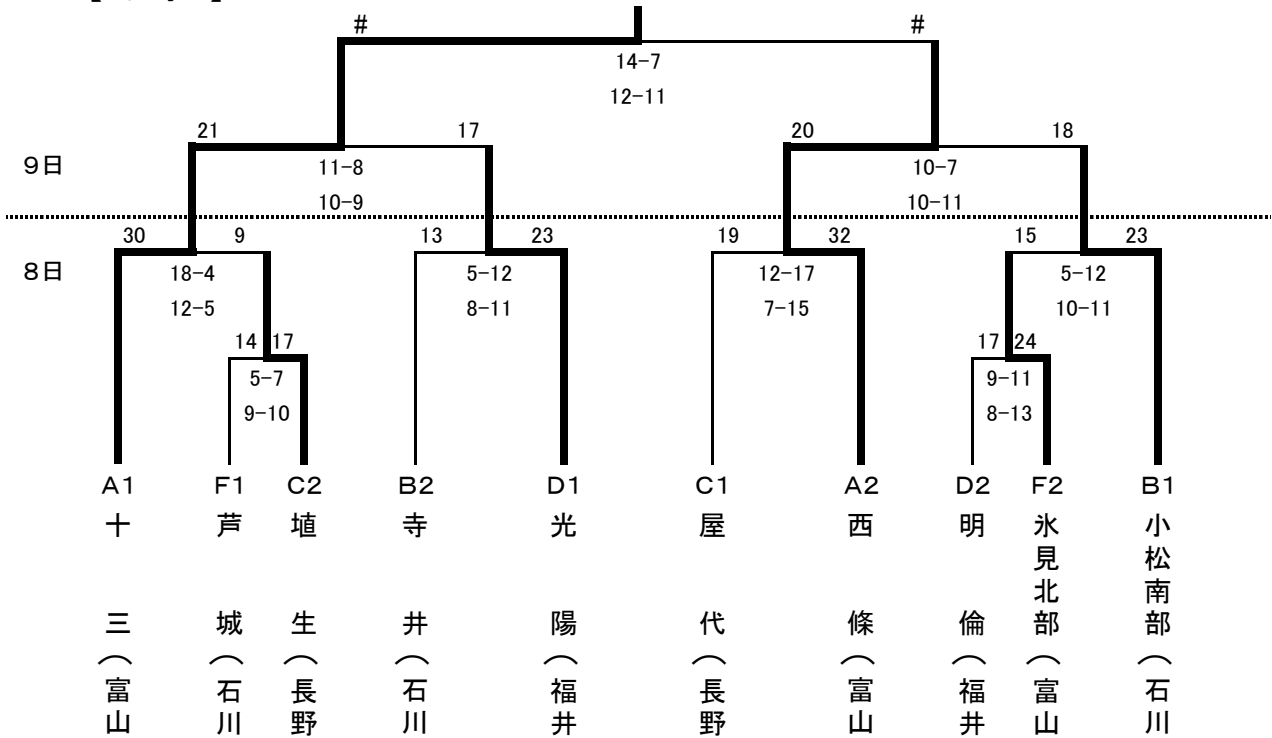 # #
14-7
12-11
21 17 20 18
9日
11-8 10-7
10-9 10-11
30 9 13 23 19 32 15 23
8日
18-4 5-12 12-17 5-12
12-5 8-11 7-15 10-11
14 17 17 24
5-7 9-11
9-10 8-13
A1 F1 C2 B2 D1 C1 A2 D2 F2 B1
十三(富山
芦城(石川
埴生(長野
寺井(石川
光陽(福井
屋代(長野
西條(富山
明倫(福井
氷見北部(富山
小松南部(石川